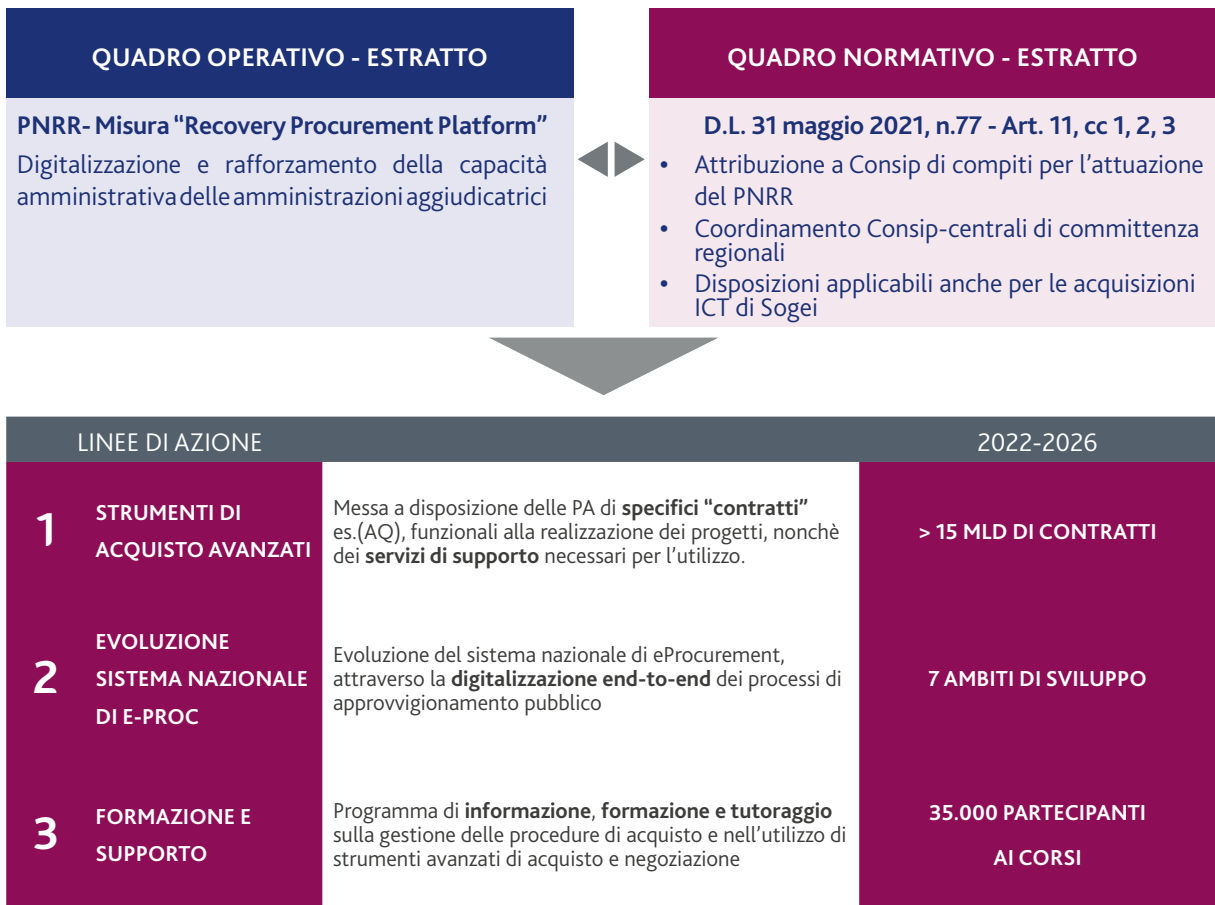 QUADRO OPERATIVO - ESTRATTO
PNRR- Misura “Recovery Procurement Platform”
Digitalizzazione e rafforzamento della capacità
amministrativa delle amministrazioni aggiudicatrici
QUADRO NORMATIVO - ESTRATTO
D.L. 31 maggio 2021, n.77 - Art. 11, cc 1, 2, 3
• Attribuzione a Consip di compiti per l’attuazione
del PNRR
• Coordinamento Consip-centrali di committenza
regionali
• Disposizioni applicabili anche per le acquisizioni
ICT di Sogei
LINEE DI AZIONE
2022-2026
1
STRUMENTI DI
ACQUISTO AVANZATI
Messa a disposizione delle PA di specifici “contratti”
es.(AQ), funzionali alla realizzazione dei progetti, nonchè
dei servizi di supporto necessari per l’utilizzo.
> 15 MLD DI CONTRATTI
2
EVOLUZIONE
SISTEMA NAZIONALE
DI E-PROC
Evoluzione del sistema nazionale di eProcurement,
attraverso la digitalizzazione end-to-end dei processi di
approvvigionamento pubblico
7 AMBITI DI SVILUPPO
3
FORMAZIONE E
SUPPORTO
Programma di informazione, formazione e tutoraggio
sulla gestione delle procedure di acquisto e nell’utilizzo di
strumenti avanzati di acquisto e negoziazione
35.000 PARTECIPANTI
AI CORSI